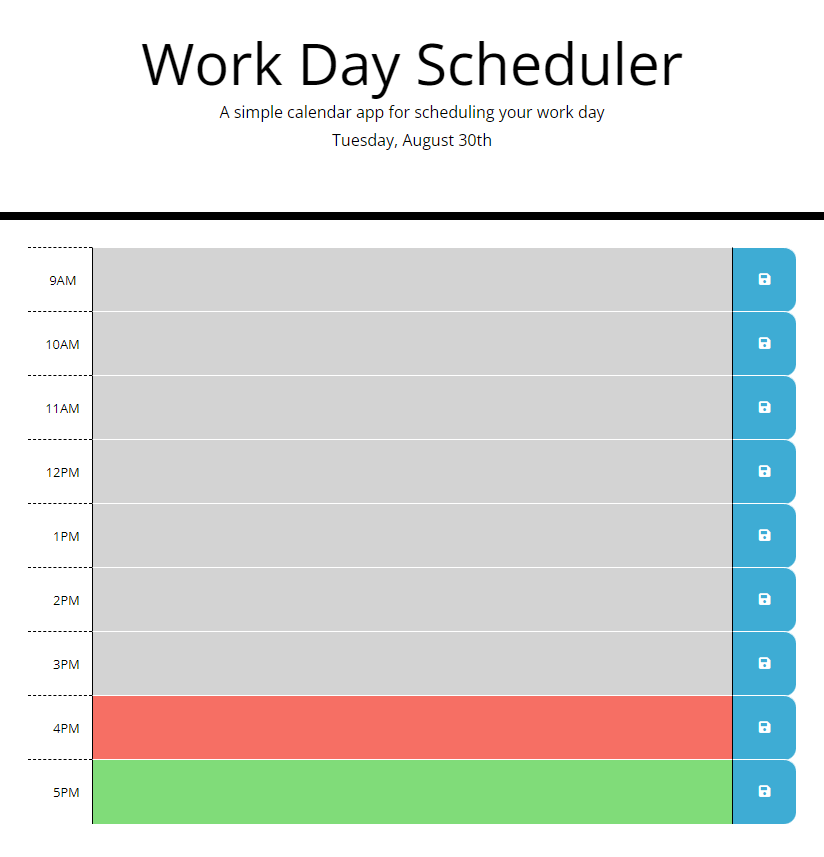 Work Day Scheduler
A simple calendar app for scheduling your work day
Tuesday, August 30th
9AM
10AM
11AM
12PM
1PM
2PM
3PM
4PM
5PM